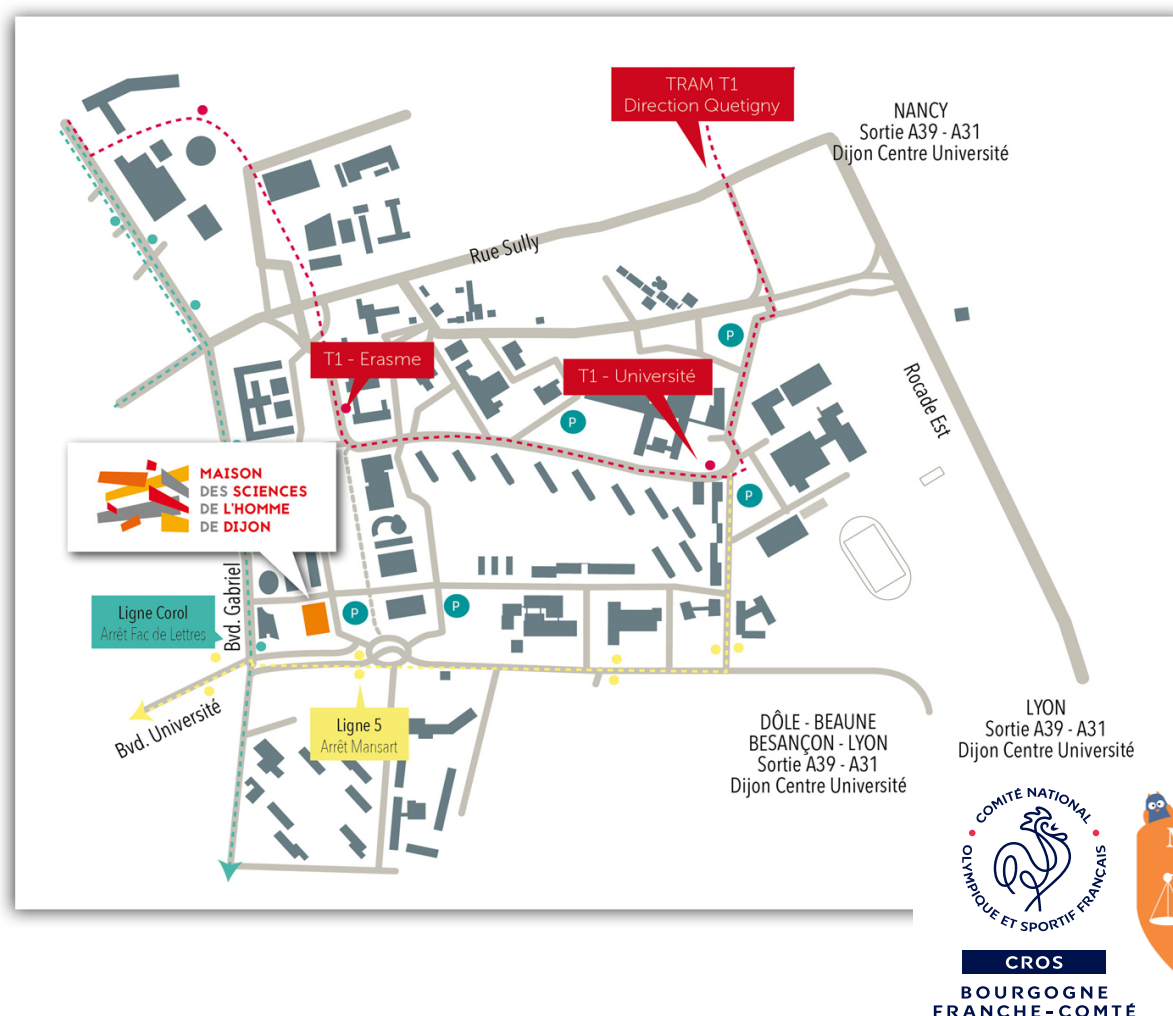 TRAM T1
Direction Quetigny
NANCY
Sortie A39 - A31
Dijon Centre Université
Rue Sully
P
T1 - Erasme
T1 - Université
Rocade Est
P
MAISON
DES SCIENCES
DE L'HOMME
DE DIJON
P
Bvd. Gabriel
Ligne Corol
Arrêt Fac de Lettres
P
P
Bvd. Université
Ligne 5
Arrêt Mansart
DÔLE - BEAUNE
BESANÇON - LYON
Sortie A39 - A31
Dijon Centre Université
LYON
Sortie A39 - A31
Dijon Centre Université
COMITÉ NATIONAL
OLYMPIQUE ET SPORTIF FRANÇAIS
CROS
BOURGOGNE
FRANCHE-COMTÉ